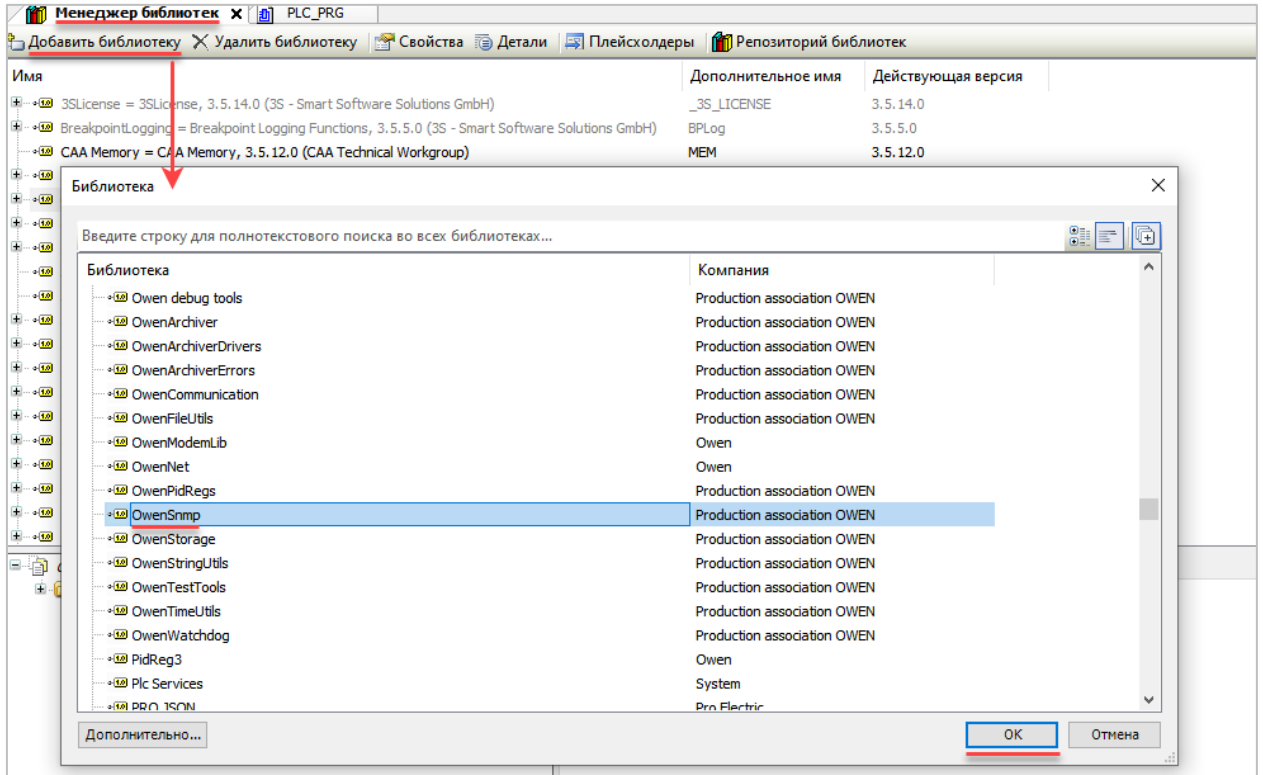 Менеджер библиотек X PLC_PRG
Добавить библиотеку Удалить библиотеку Свойства Детали Плейсхолдеры Репозиторий библиотек
Имя Дополнительное имя Действующая версия
3SLicense = 3SLicense, 3.5.14.0 (3S - Smart Software Solutions GmbH) _3S_LICENSE 3.5.14.0
BreakpointLogging = Breakpoint Logging Functions, 3.5.5.0 (3S - Smart Software Solutions GmbH) BPLog 3.5.5.0
CAA Memory = CAA Memory, 3.5.12.0 (CAA Technical Workgroup) MEM 3.5.12.0
Библиотека
Введите строку для полнотекстового поиска во всех библиотеках...
Библиотека Компания
Owen debug tools Production association OWEN
OwenArchiver Production association OWEN
OwenArchiverDrivers Production association OWEN
OwenArchiverErrors Production association OWEN
OwenCommunication Production association OWEN
OwenFileUtils Production association OWEN
OwenModemLib Owen
OwenNet Owen
OwenPidRegs Production association OWEN
OwenSnmp Production association OWEN
OwenStorage Production association OWEN
OwenStringUtils Production association OWEN
OwenTestTools Production association OWEN
OwenTimeUtils Production association OWEN
OwenWatchdog Production association OWEN
PidReg3 Owen
Plc Services System
PRO JSON Pro Electric
Дополнительно... OK Отмена